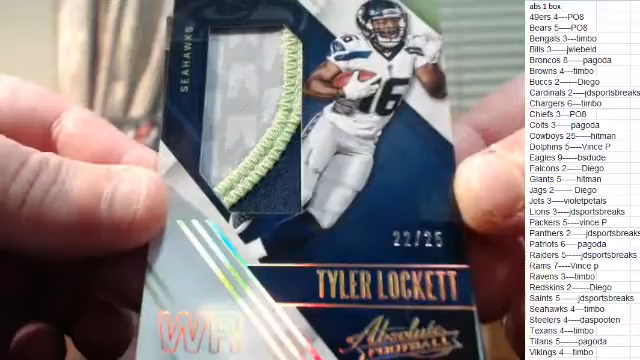 SEAHAWKS
16
22/25
TYLER LOCKETT
WR
Absolute
FOOTBALL
abs 1 box
49ers 4---PO8
Bears 5----PO8
Bengals 3---timbo
Bills 3-----jwiebeld
Broncos 8-----pagoda
Browns 4---timbo
Buccs 2------Diego
Cardinals 2----jdsportsbreaks
Chargers 6----timbo
Chiefs 3---PO8
Colts 3----pagoda
Cowboys 25-----hitman
Dolphins 5----Vince P
Eagles 9-----bsdude
Falcons 2-----Diego
Giants 5-----hitman
Jags 2------ Diego
Jets 3----violetpetals
Lions 3----jdsportsbreaks
Packers 5----vince P
Panthers 2----jdsportsbreaks
Patriots 6----pagoda
Raiders 5----jdsportsbreaks
Rams 7----Vince p
Ravens 3---timbo
Redskins 2-----Diego
Saints 5----jdsportsbreaks
Seahawks 4---timbo
Steelers 4----daspooten
Texans 4---timbo
Titans 5-----pagoda
Vikings 4---timbo